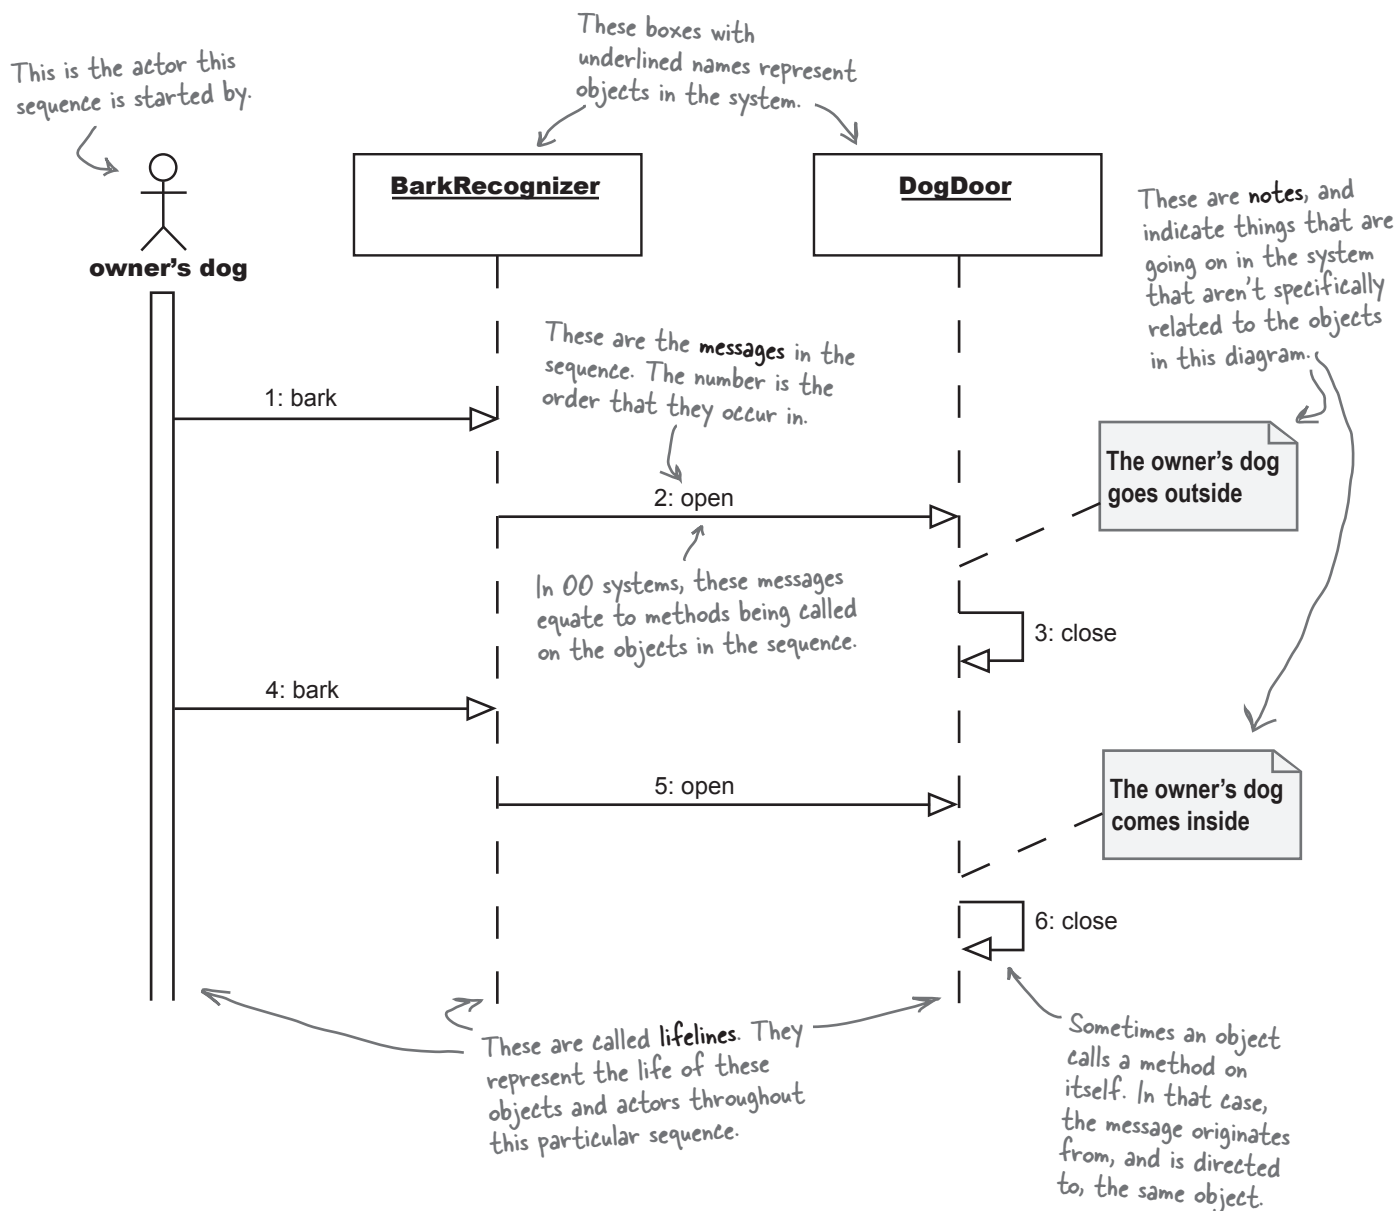 These boxes with
underlined names represent
objects in the system.
This is the actor this
sequence is started by.
BarkRecognizer
DogDoor
owner's dog
These are notes, and
indicate things that are
going on in the system
that aren't specifically
related to the objects
in this diagram.
These are the messages in the
sequence. The number is the
order that they occur in.
1: bark
The owner's dog
goes outside
2: open
In OO systems, these messages
equate to methods being called
on the objects in the sequence.
3: close
4: bark
5: open
The owner's dog
comes inside
6: close
These are called lifelines. They
represent the life of these
objects and actors throughout
this particular sequence.
Sometimes an object
calls a method on
itself. In that case,
the message originates
from, and is directed
to, the same object.